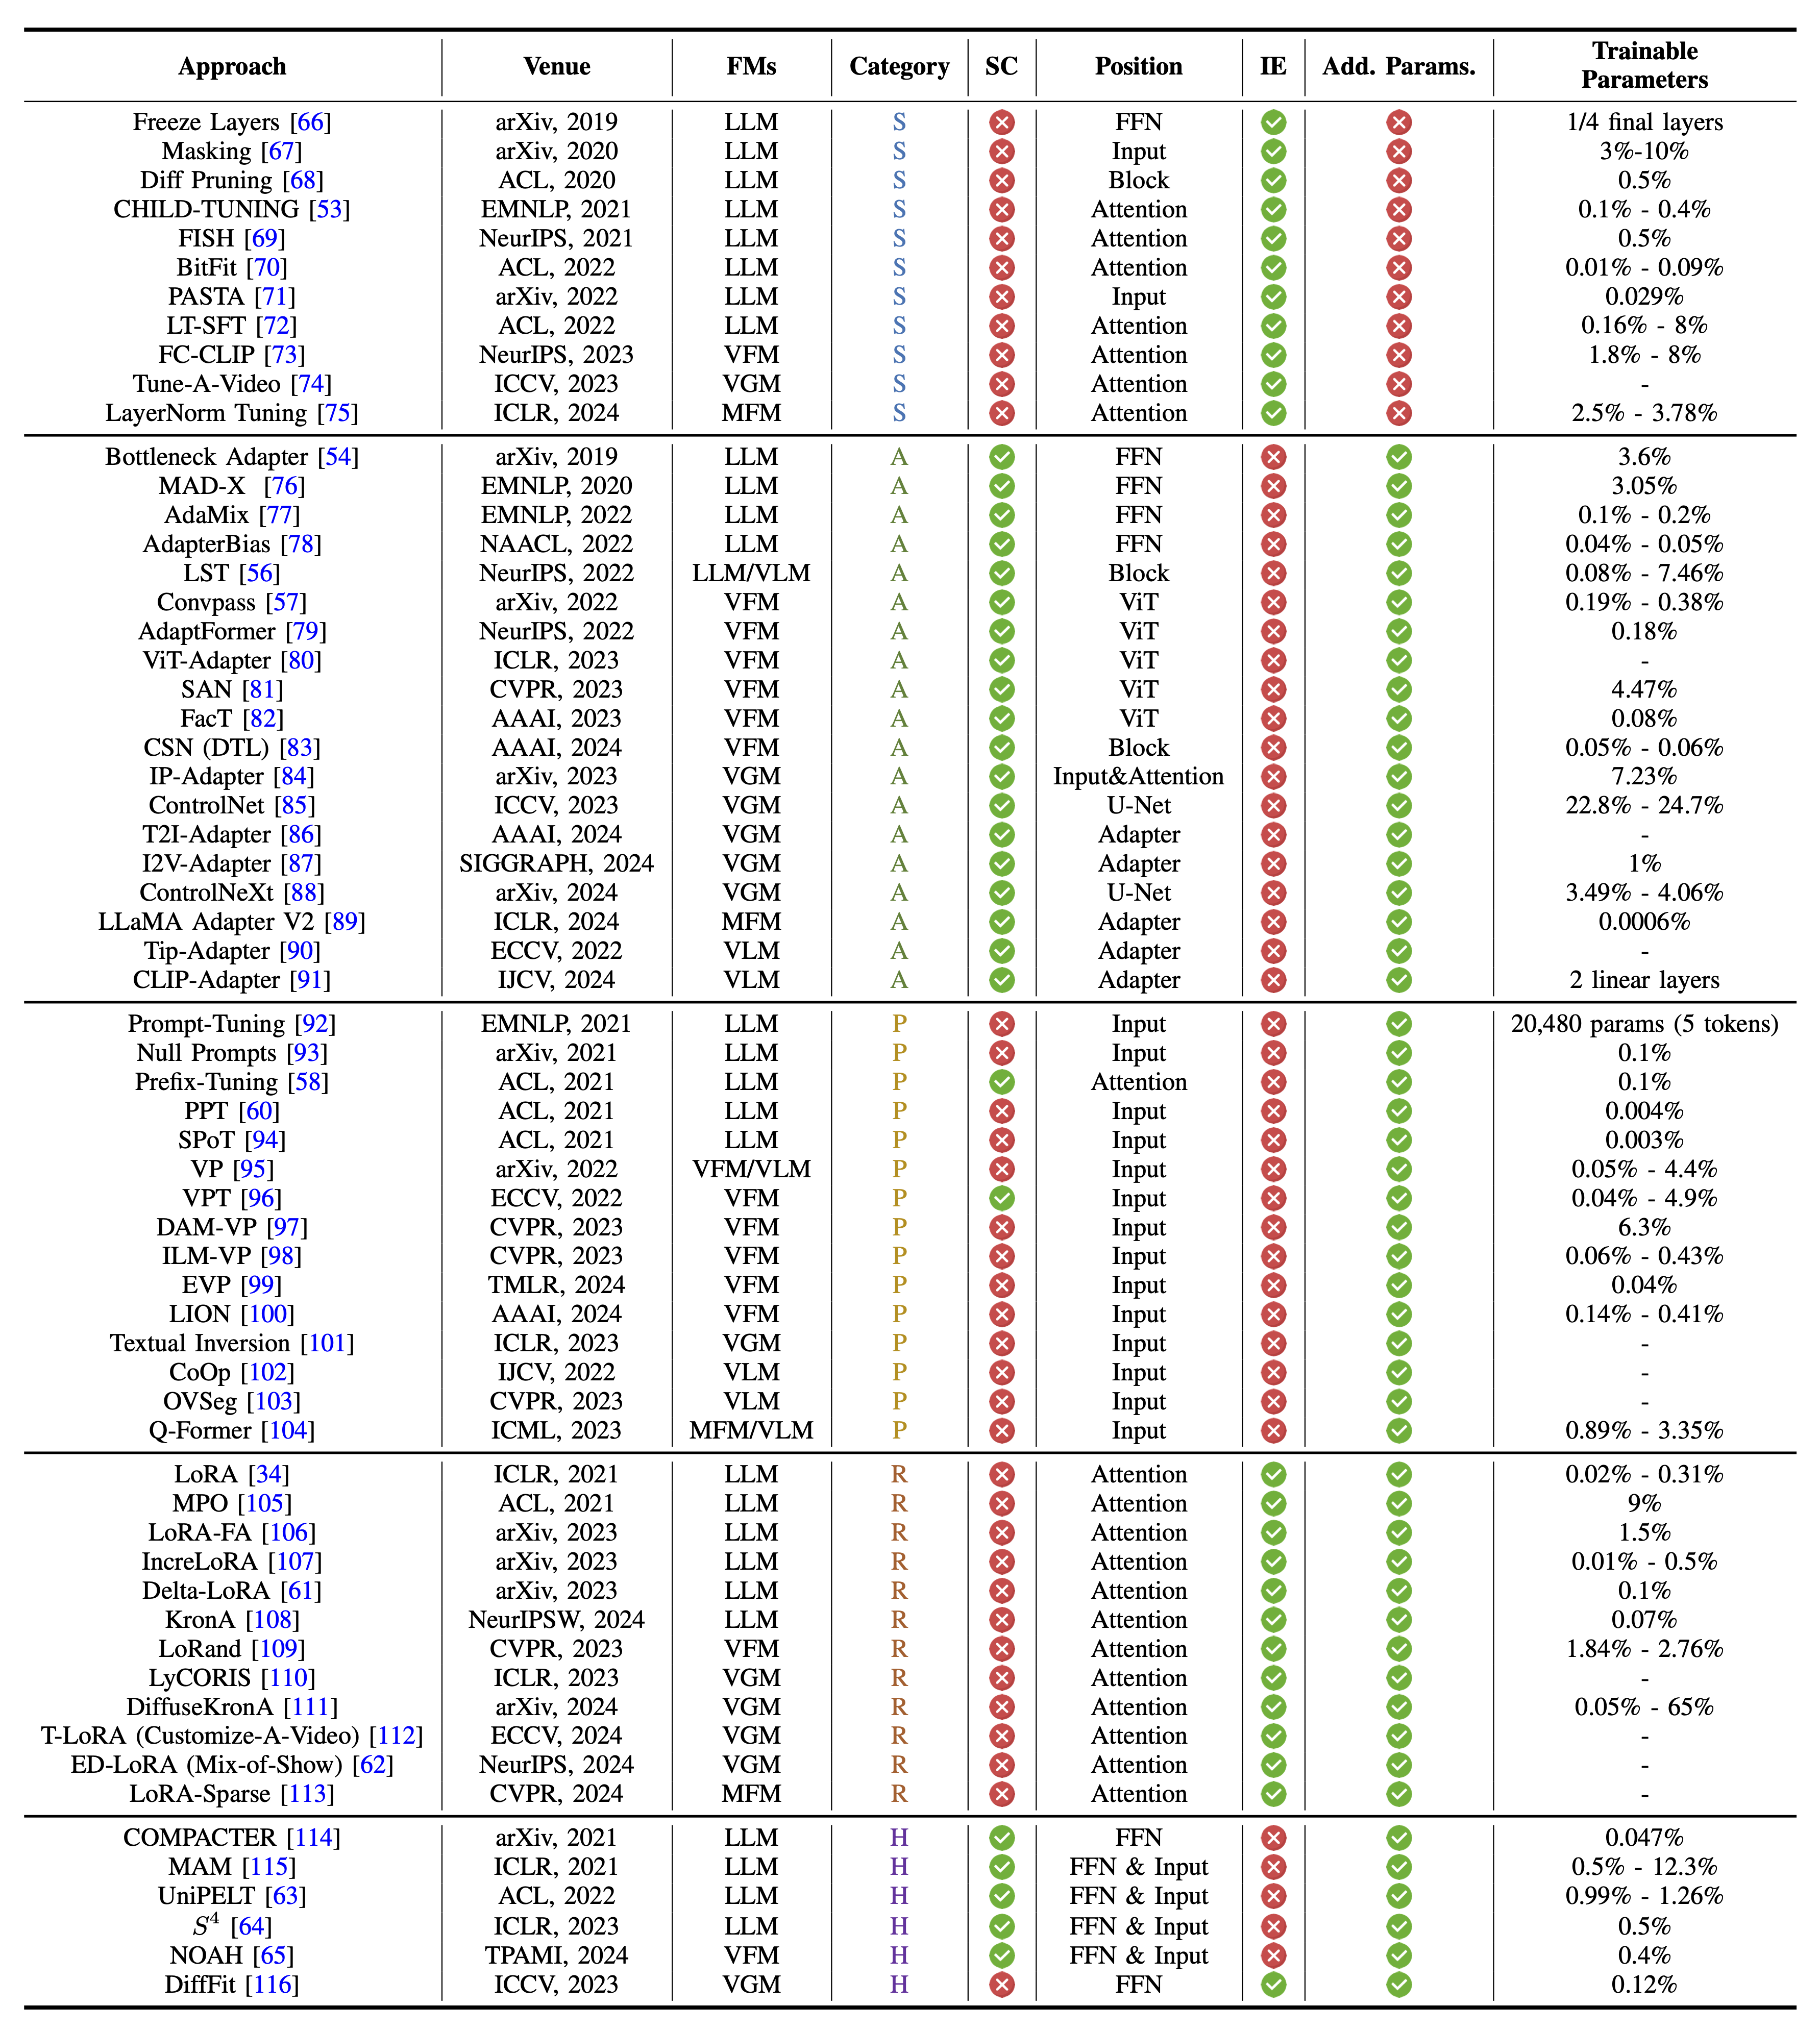 Approach Venue FMs Category SC Position IE Add. Params. Trainable Parameters
Freeze Layers [66] arXiv, 2019 LLM S FFN 1/4 final layers
Masking [67] arXiv, 2020 LLM S Input 3%-10%
Diff Pruning [68] ACL, 2020 LLM S Block 0.5%
CHILD-TUNING [53] EMNLP, 2021 LLM S Attention 0.1% - 0.4%
FISH [69] NeurIPS, 2021 LLM S Attention 0.5%
BitFit [70] ACL, 2022 LLM S Attention 0.01% - 0.09%
PASTA [71] arXiv, 2022 LLM S Input 0.029%
LT-SFT [72] ACL, 2022 LLM S Attention 0.16% - 8%
FC-CLIP [73] NeurIPS, 2023 VFM S Attention 1.8% - 8%
Tune-A-Video [74] ICCV, 2023 VGM S Attention -
LayerNorm Tuning [75] ICLR, 2024 MFM S Attention 2.5% - 3.78%
Bottleneck Adapter [54] arXiv, 2019 LLM A FFN 3.6%
MAD-X [76] EMNLP, 2020 LLM A FFN 3.05%
AdaMix [77] EMNLP, 2022 LLM A FFN 0.1% - 0.2%
AdapterBias [78] NAACL, 2022 LLM A FFN 0.04% - 0.05%
LST [56] NeurIPS, 2022 LLM/VLM A Block 0.08% - 7.46%
Convpass [57] arXiv, 2022 VFM A ViT 0.19% - 0.38%
AdaptFormer [79] NeurIPS, 2022 VFM A ViT 0.18%
ViT-Adapter [80] ICLR, 2023 VFM A ViT -
SAN [81] CVPR, 2023 VFM A ViT 4.47%
FacT [82] AAAI, 2023 VFM A ViT 0.08%
CSN (DTL) [83] AAAI, 2024 VFM A Block 0.05% - 0.06%
IP-Adapter [84] arXiv, 2023 VGM A Input&Attention 7.23%
ControlNet [85] ICCV, 2023 VGM A U-Net 22.8% - 24.7%
T2I-Adapter [86] AAAI, 2024 VGM A Adapter -
I2V-Adapter [87] SIGGRAPH, 2024 VGM A Adapter 1%
ControlNeXt [88] arXiv, 2024 VGM A U-Net 3.49% - 4.06%
LLaMA Adapter V2 [89] ICLR, 2024 MFM A Adapter 0.0006%
Tip-Adapter [90] ECCV, 2022 VLM A Adapter -
CLIP-Adapter [91] IJCV, 2024 VLM A Adapter 2 linear layers
Prompt-Tuning [92] EMNLP, 2021 LLM P Input 20,480 params (5 tokens)
Null Prompts [93] arXiv, 2021 LLM P Input 0.1%
Prefix-Tuning [58] ACL, 2021 LLM P Attention 0.1%
PPT [60] ACL, 2021 LLM P Input 0.004%
SPoT [94] ACL, 2021 LLM P Input 0.003%
VP [95] arXiv, 2022 VFM/VLM P Input 0.05% - 4.4%
VPT [96] ECCV, 2022 VFM P Input 0.04% - 4.9%
DAM-VP [97] CVPR, 2023 VFM P Input 6.3%
ILM-VP [98] CVPR, 2023 VFM P Input 0.06% - 0.43%
EVP [99] TMLR, 2024 VFM P Input 0.04%
LION [100] AAAI, 2024 VFM P Input 0.14% - 0.41%
Textual Inversion [101] ICLR, 2023 VGM P Input -
CoOp [102] IJCV, 2022 VLM P Input -
OVSeg [103] CVPR, 2023 VLM P Input -
Q-Former [104] ICML, 2023 MFM/VLM P Input 0.89% - 3.35%
LoRA [34] ICLR, 2021 LLM R Attention 0.02% - 0.31%
MPO [105] ACL, 2021 LLM R Attention 9%
LoRA-FA [106] arXiv, 2023 LLM R Attention 1.5%
IncreLoRA [107] arXiv, 2023 LLM R Attention 0.01% - 0.5%
Delta-LoRA [61] arXiv, 2023 LLM R Attention 0.1%
KronA [108] NeurIPSW, 2024 LLM R Attention 0.07%
LoRand [109] CVPR, 2023 VFM R Attention 1.84% - 2.76%
LyCORIS [110] ICLR, 2023 VGM R Attention -
DiffuseKronA [111] arXiv, 2024 VGM R Attention 0.05% - 65%
T-LoRA (Customize-A-Video) [112] ECCV, 2024 VGM R Attention -
ED-LoRA (Mix-of-Show) [62] NeurIPS, 2024 VGM R Attention -
LoRA-Sparse [113] CVPR, 2024 MFM R Attention -
COMPACTER [114] arXiv, 2021 LLM H FFN 0.047%
MAM [115] ICLR, 2021 LLM H FFN & Input 0.5% - 12.3%
UniPELT [63] ACL, 2022 LLM H FFN & Input 0.99% - 1.26%
S⁴ [64] ICLR, 2023 LLM H FFN & Input 0.5%
NOAH [65] TPAMI, 2024 VFM H FFN & Input 0.4%
DiffFit [116] ICCV, 2023 VGM H FFN 0.12%